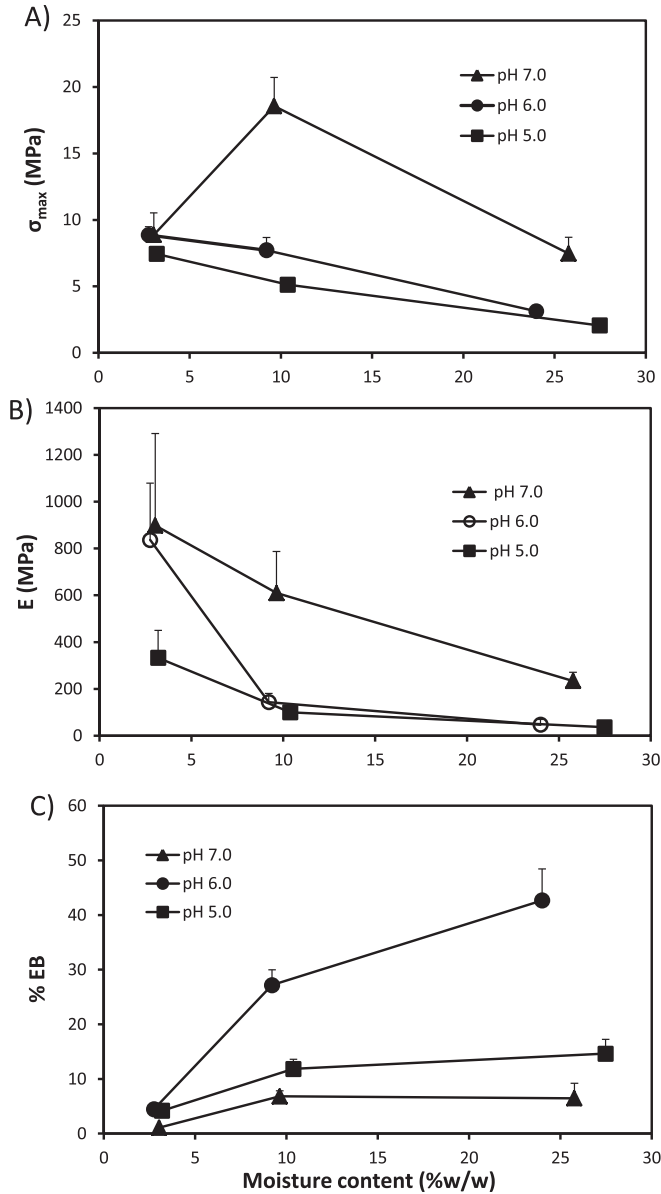 A)
25
20
15
10
5
0
σmax (MPa)
pH 7.0
pH 6.0
pH 5.0
0 5 10 15 20 25 30
B)
1400
1200
1000
800
600
400
200
0
E (MPa)
pH 7.0
pH 6.0
pH 5.0
0 5 10 15 20 25 30
C)
60
50
40
30
20
10
0
% EB
pH 7.0
pH 6.0
pH 5.0
0 5 10 15 20 25 30
Moisture content (%w/w)